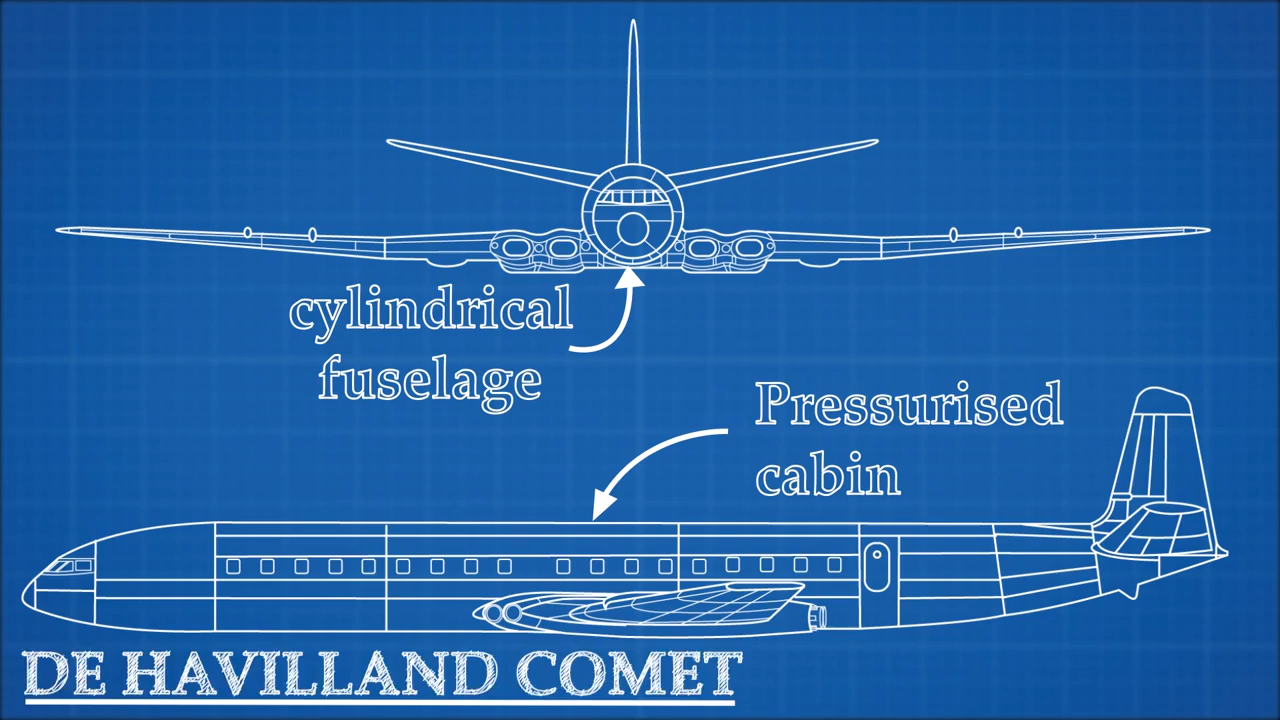 cylindrical
fuselage
Pressurised
cabin
DE HAVILLAND COMET